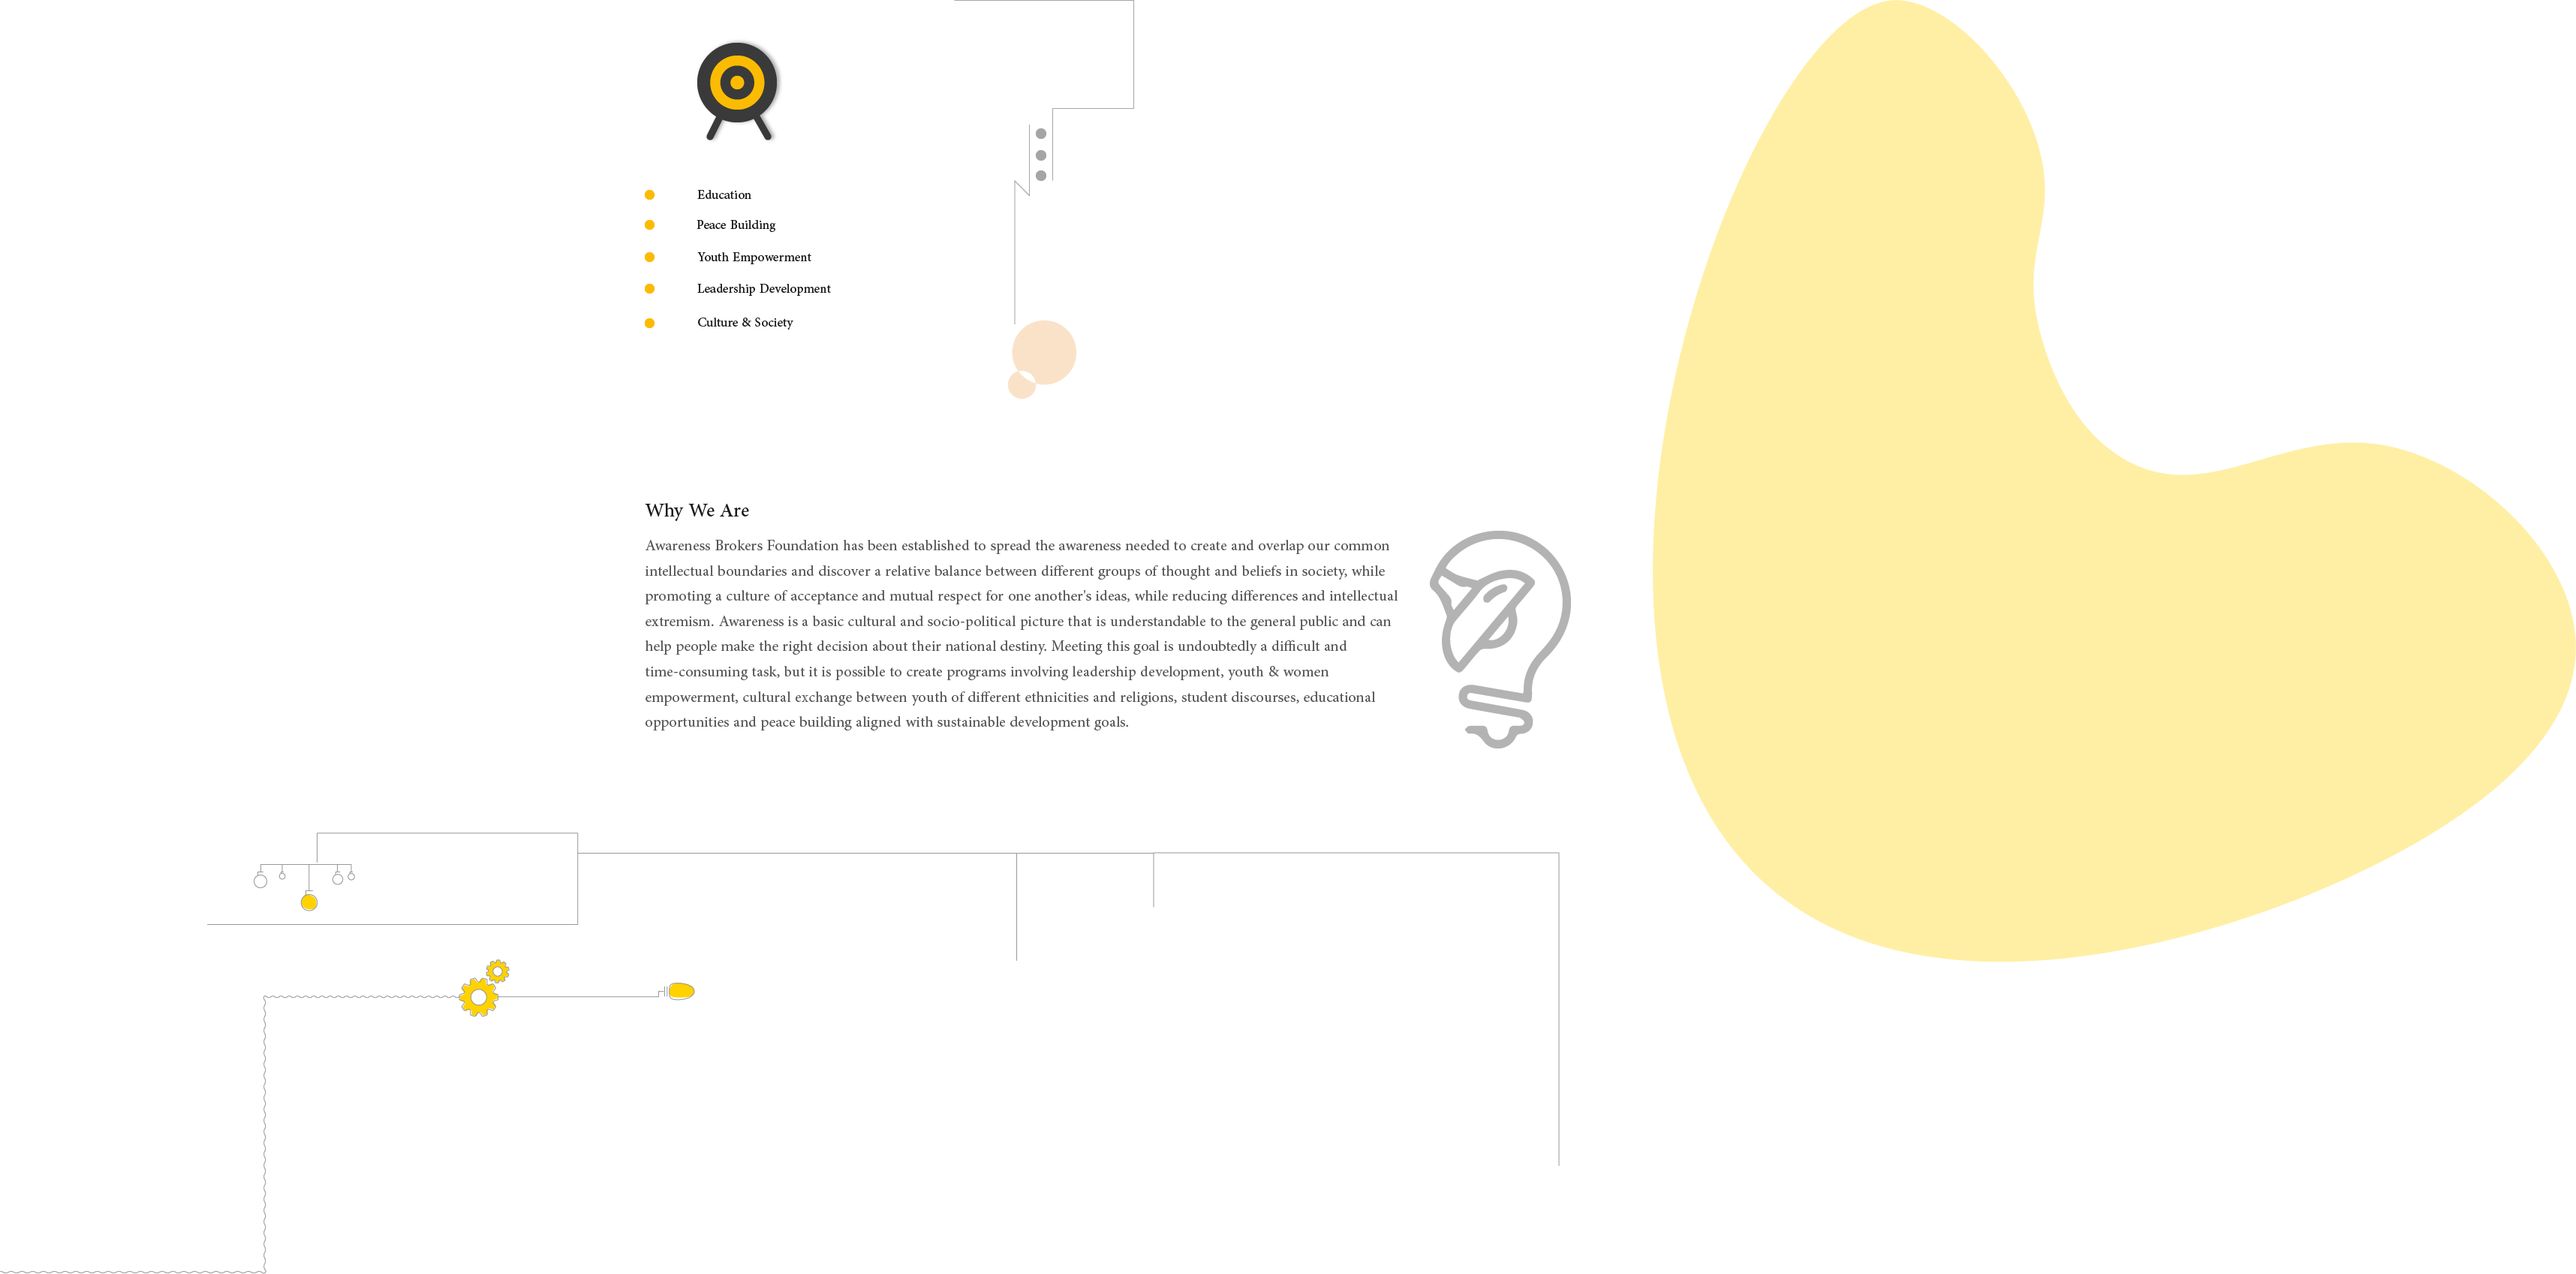 Education
Peace Building
Youth Empowerment
Leadership Development
Culture & Society
Why We Are
Awareness Brokers Foundation has been established to spread the awareness needed to create and overlap our common
intellectual boundaries and discover a relative balance between different groups of thought and beliefs in society, while
promoting a culture of acceptance and mutual respect for one another's ideas, while reducing differences and intellectual
extremism. Awareness is a basic cultural and socio-political picture that is understandable to the general public and can
help people make the right decision about their national destiny. Meeting this goal is undoubtedly a difficult and
time-consuming task, but it is possible to create programs involving leadership development, youth & women
empowerment, cultural exchange between youth of different ethnicities and religions, student discourses, educational
opportunities and peace building aligned with sustainable development goals.